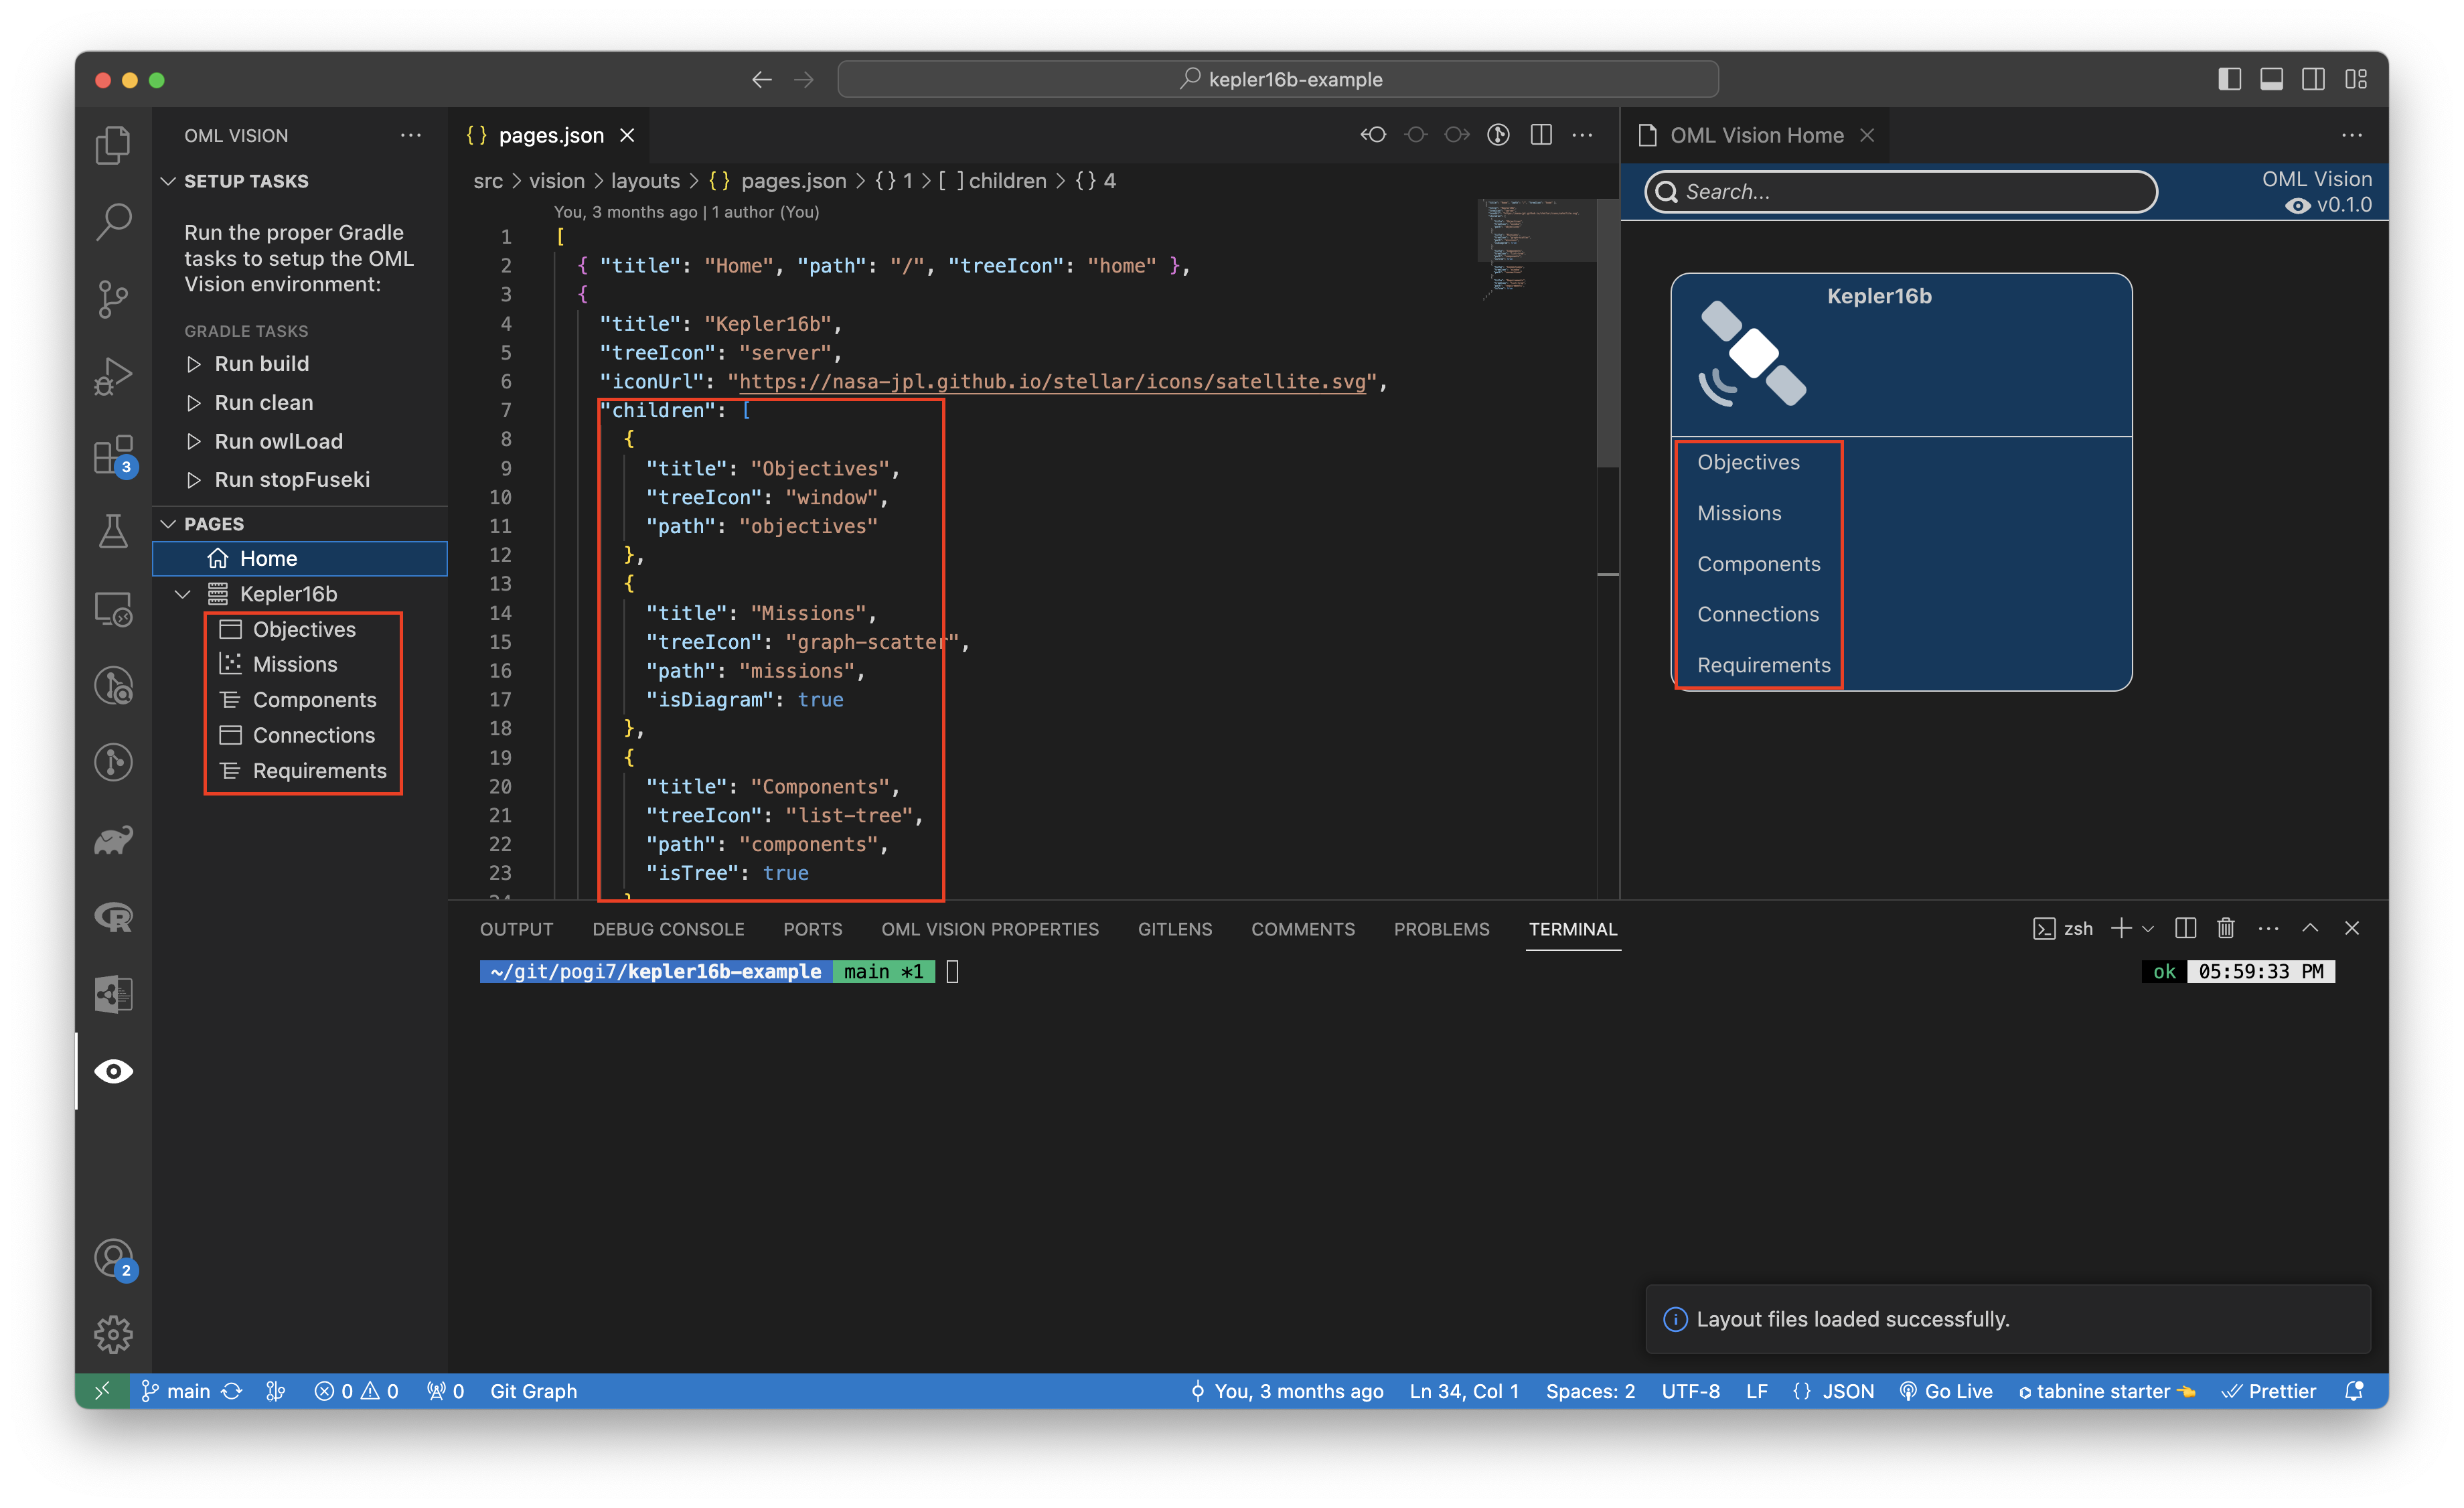 kepler16b-example
OML VISION
SETUP TASKS
Run the proper Gradle
tasks to setup the OML
Vision environment:
GRADLE TASKS
Run build
Run clean
Run owlLoad
Run stopFuseki
PAGES
Home
Kepler16b
Objectives
Missions
Components
Connections
Requirements
3
2
{ } pages.json
src > vision > layouts > { } pages.json > { } 1 > [ ] children > { } 4
You, 3 months ago | 1 author (You)
1 [
2 { "title": "Home", "path": "/", "treeIcon": "home" },
3 {
4 "title": "Kepler16b",
5 "treeIcon": "server",
6 "iconUrl": "https://nasa-jpl.github.io/stellar/icons/satellite.svg",
7 "children": [
8 {
9 "title": "Objectives",
10 "treeIcon": "window",
11 "path": "objectives"
12 },
13 {
14 "title": "Missions",
15 "treeIcon": "graph-scatter",
16 "path": "missions",
17 "isDiagram": true
18 },
19 {
20 "title": "Components",
21 "treeIcon": "list-tree",
22 "path": "components",
23 "isTree": true
OML Vision Home
Search...
OML Vision
v0.1.0
Kepler16b
Objectives
Missions
Components
Connections
Requirements
OUTPUT DEBUG CONSOLE PORTS OML VISION PROPERTIES GITLENS COMMENTS PROBLEMS TERMINAL zsh
~/git/pogi7/kepler16b-example main *1 ok 05:59:33 PM
Layout files loaded successfully.
main 0 0 0 Git Graph You, 3 months ago Ln 34, Col 1 Spaces: 2 UTF-8 LF { } JSON Go Live tabnine starter Prettier